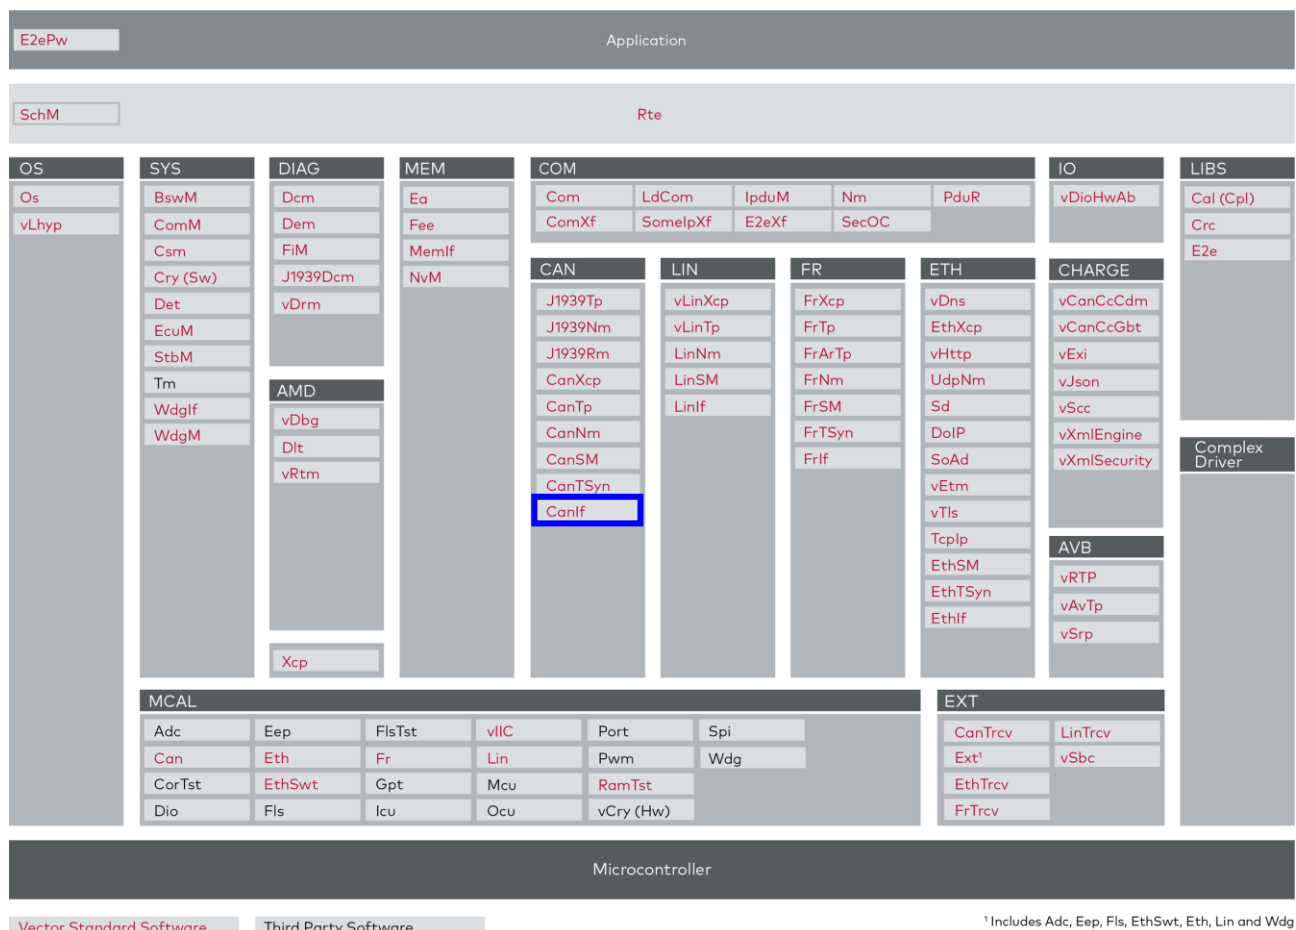 E2ePw
Application
SchM
Rte
OS
Os
vLhyp
SYS
BswM
ComM
Csm
Cry (Sw)
Det
EcuM
StbM
Tm
WdgIf
WdgM
DIAG
Dcm
Dem
FiM
J1939Dcm
vDrm
AMD
vDbg
Dlt
vRtm
Xcp
MEM
Ea
Fee
MemIf
NvM
COM
Com LdCom IpduM Nm PduR
ComXf SomeIpXf E2eXf SecOC
CAN
J1939Tp
J1939Nm
J1939Rm
CanXcp
CanTp
CanNm
CanSM
CanTSyn
CanIf
LIN
vLinXcp
vLinTp
LinNm
LinSM
LinIf
FR
FrXcp
FrTp
FrArTp
FrNm
FrSM
FrTSyn
FrIf
ETH
vDns
EthXcp
vHttp
UdpNm
Sd
DoIP
SoAd
vEtm
vTls
TcpIp
EthSM
EthTSyn
EthIf
IO
vDioHwAb
CHARGE
vCanCcCdm
vCanCcGbt
vExi
vJson
vScc
vXmlEngine
vXmlSecurity
AVB
vRTP
vAvTp
vSrp
LIBS
Cal (Cpl)
Crc
E2e
Complex
Driver
MCAL
Adc Eep FlsTst vIIC Port Spi
Can Eth Fr Lin Pwm Wdg
CorTst EthSwt Gpt Mcu RamTst
Dio Fls Icu Ocu vCry (Hw)
EXT
CanTrcv LinTrcv
Ext¹ vSbc
EthTrcv
FrTrcv
Microcontroller
Vector Standard Software Third Party Software
¹ Includes Adc, Eep, Fls, EthSwt, Eth, Lin and Wdg